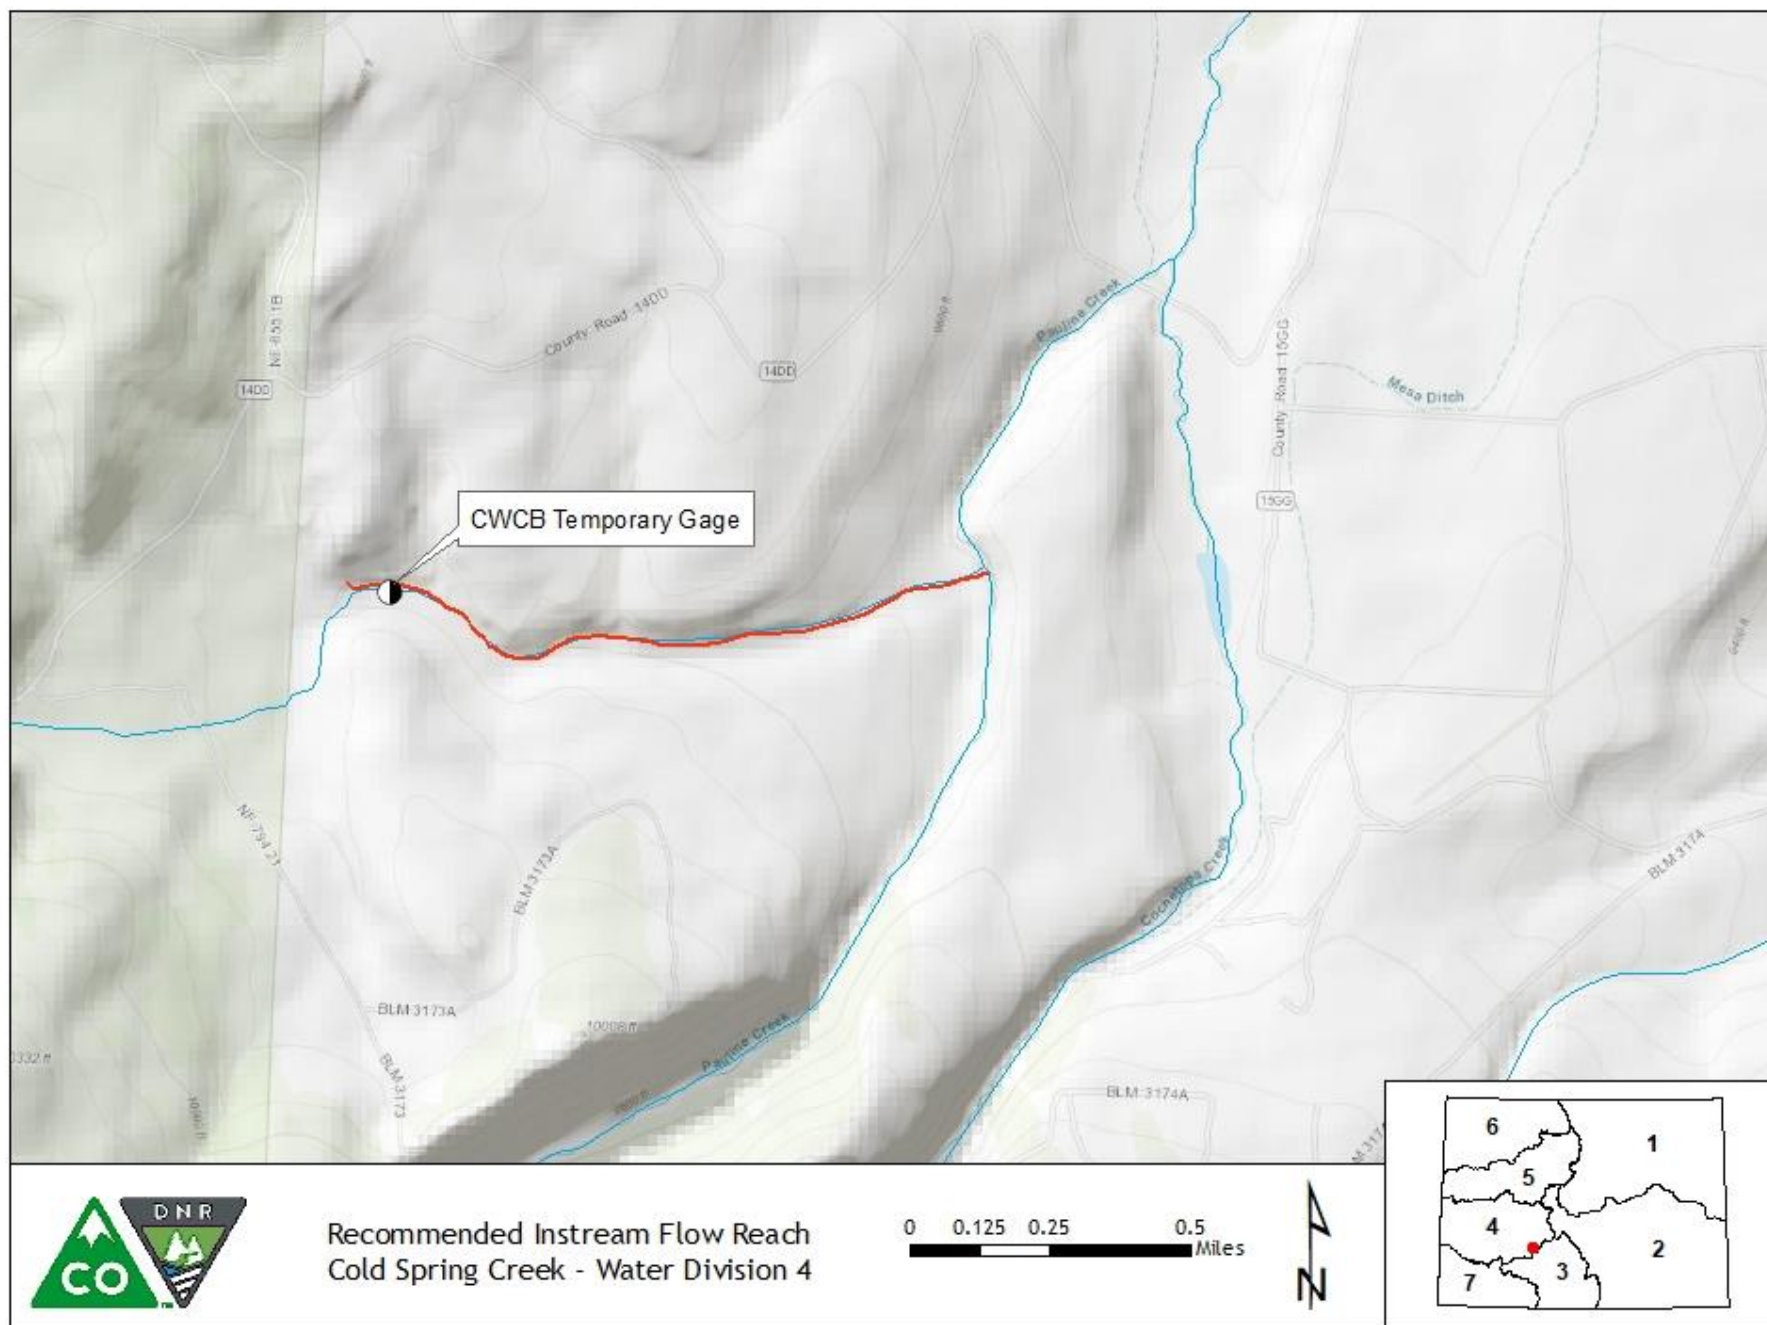 NF-855 1B
County Road 14DD
14DD
14DD
9600 ft
Pauline Creek
County Road 15GG
Mesa Ditch
15GG
CWCB Temporary Gage
NF-794 21
BLM 3173A
BLM 3173A
BLM 3173
10008 ft
Pauline Creek
Cochetopa Creek
BLM 3174
BLM 3174A
DNR
CO
Recommended Instream Flow Reach
Cold Spring Creek - Water Division 4
0 0.125 0.25 0.5
Miles
N
6
1
5
4
2
3
7